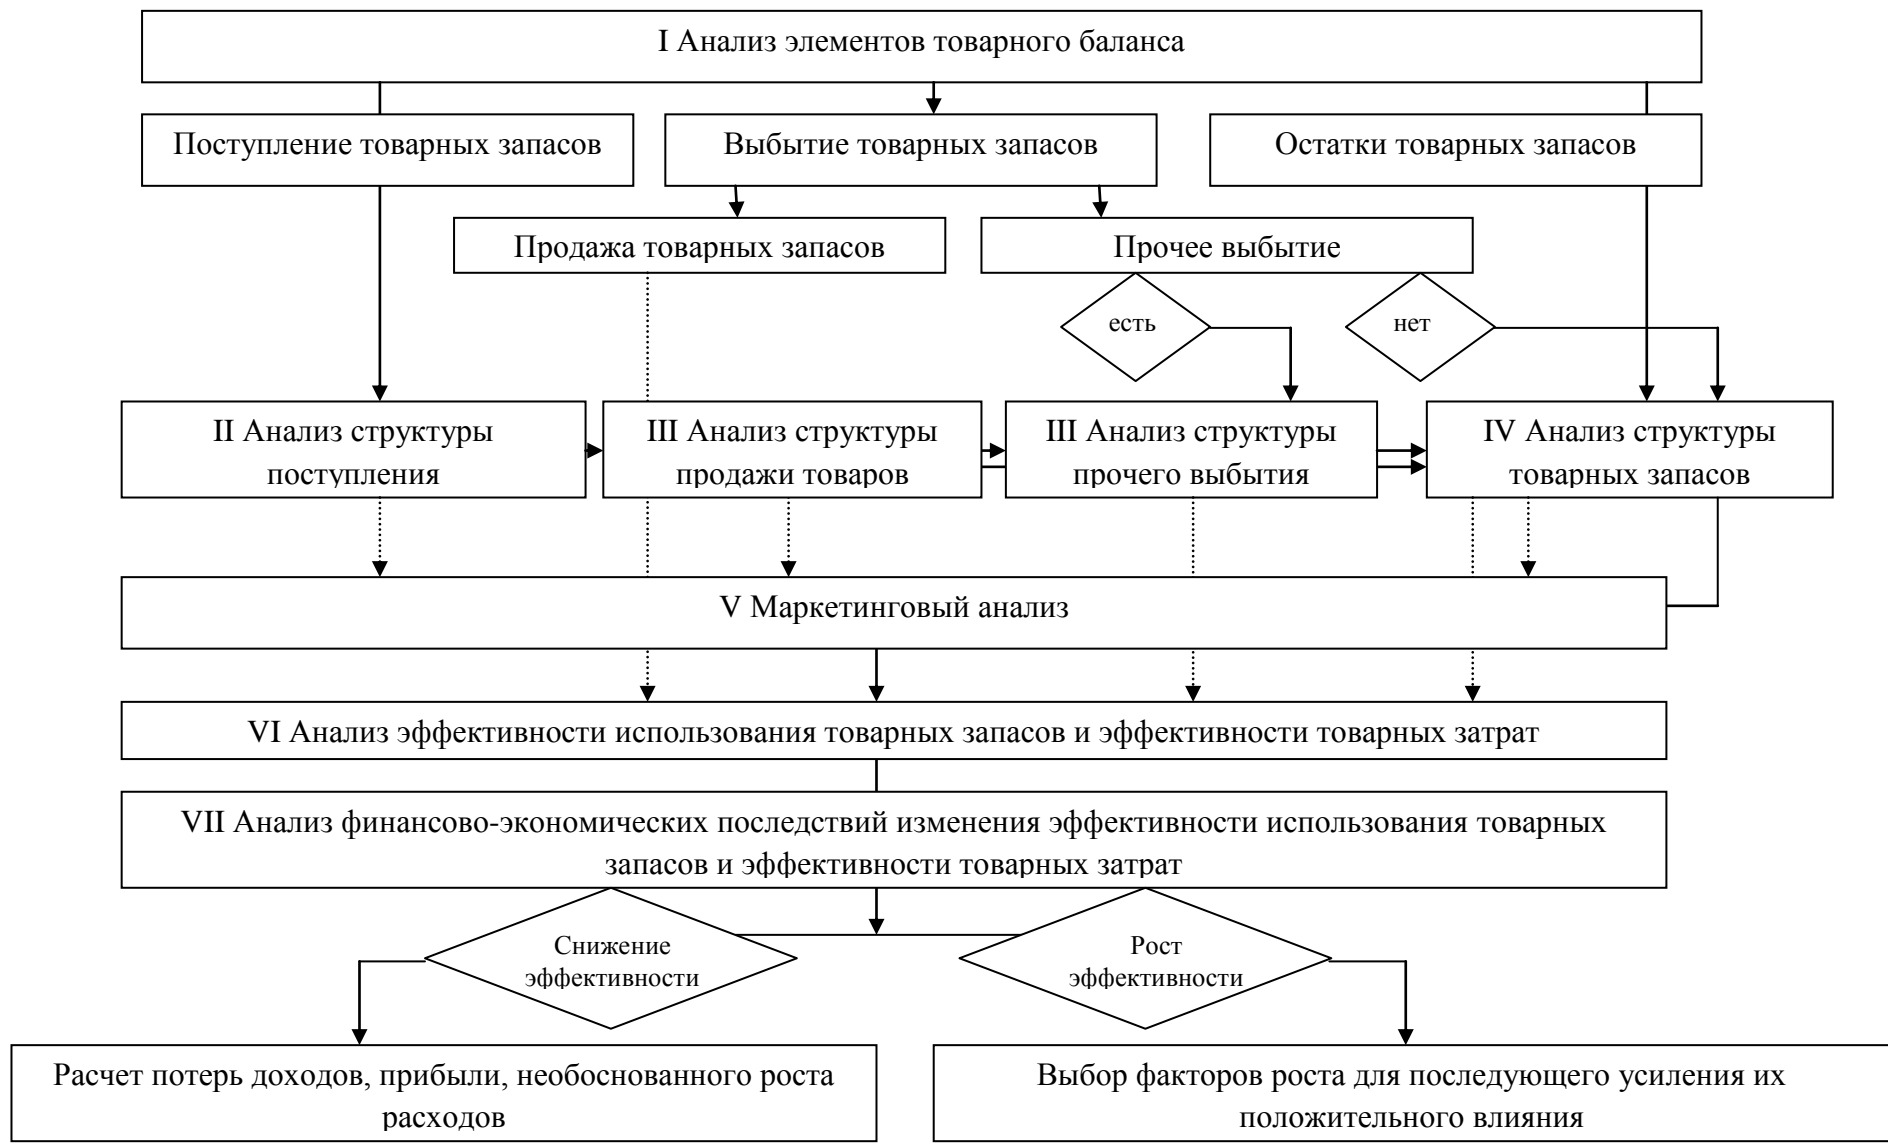 I Анализ элементов товарного баланса
Поступление товарных запасов
Выбытие товарных запасов
Остатки товарных запасов
Продажа товарных запасов
Прочее выбытие
есть
нет
II Анализ структуры
поступления
III Анализ структуры
продажи товаров
III Анализ структуры
прочего выбытия
IV Анализ структуры
товарных запасов
V Маркетинговый анализ
VI Анализ эффективности использования товарных запасов и эффективности товарных затрат
VII Анализ финансово-экономических последствий изменения эффективности использования товарных
запасов и эффективности товарных затрат
Снижение
эффективности
Рост
эффективности
Расчет потерь доходов, прибыли, необоснованного роста
расходов
Выбор факторов роста для последующего усиления их
положительного влияния